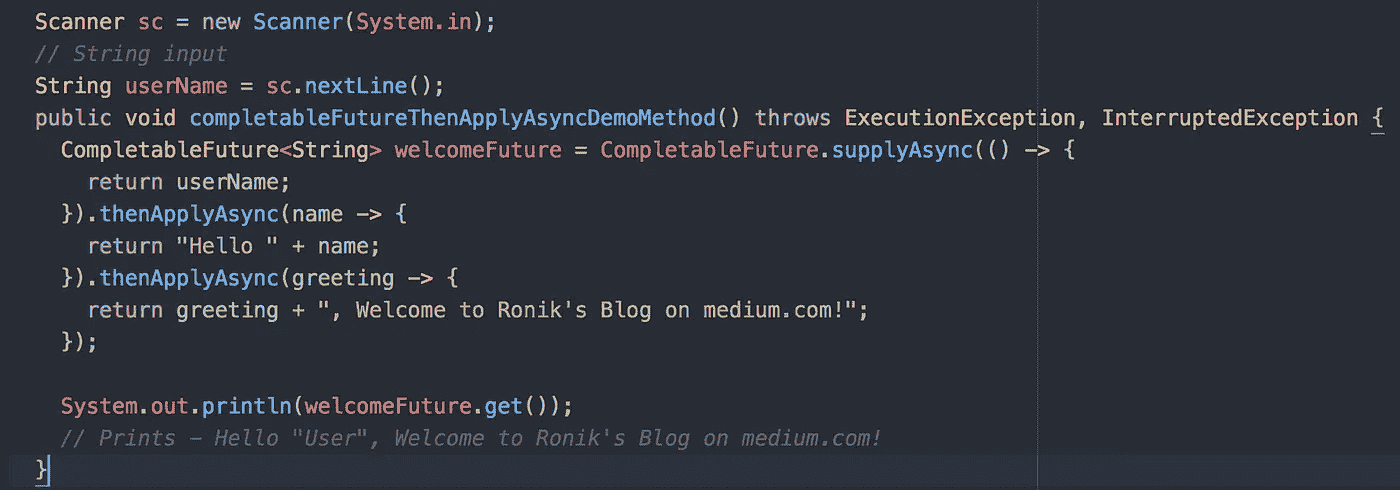 Scanner sc = new Scanner(System.in);
// String input
String userName = sc.nextLine();
public void completableFutureThenApplyAsyncDemoMethod() throws ExecutionException, InterruptedException {
CompletableFuture<String> welcomeFuture = CompletableFuture.supplyAsync(() -> {
return userName;
}).thenApplyAsync(name -> {
return "Hello " + name;
}).thenApplyAsync(greeting -> {
return greeting + ", Welcome to Ronik's Blog on medium.com!";
});
System.out.println(welcomeFuture.get());
// Prints – Hello "User", Welcome to Ronik's Blog on medium.com!
}